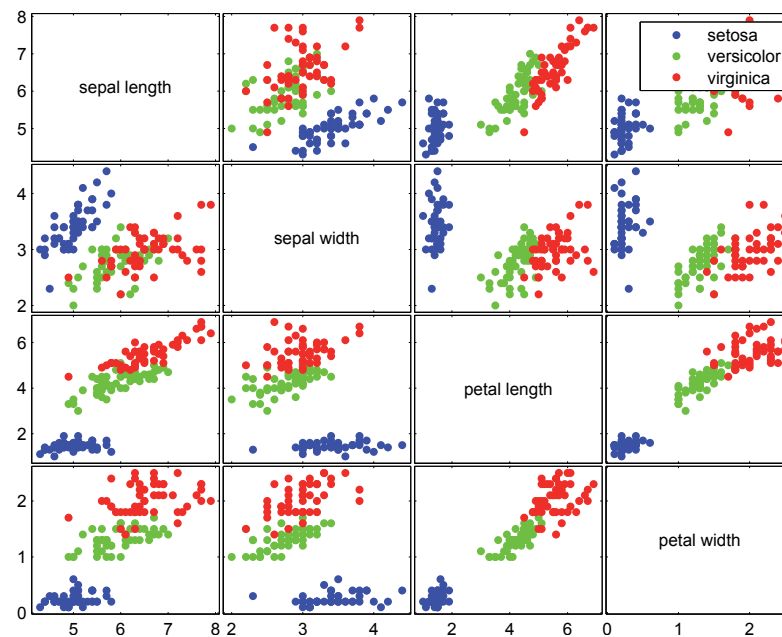 8
7
6
5
setosa
versicolor
virginica
sepal length
4
3
2
sepal width
6
4
2
petal length
2
1
0
petal width
5 6 7 8 2 3 4 2 4 6 0 1 2